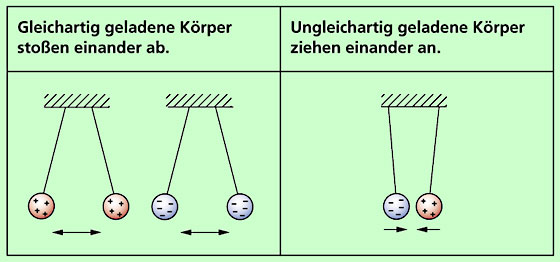 Gleichartig geladene Körper
stoßen einander ab.
Ungleichartig geladene Körper
ziehen einander an.